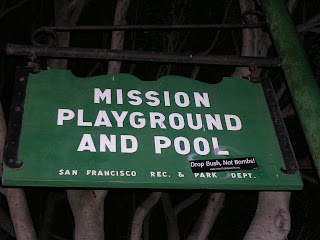 MISSION
PLAYGROUND
AND POOL
Drop Bush, Not Bombs!
SAN FRANCISCO REC. & PARK DEPT.